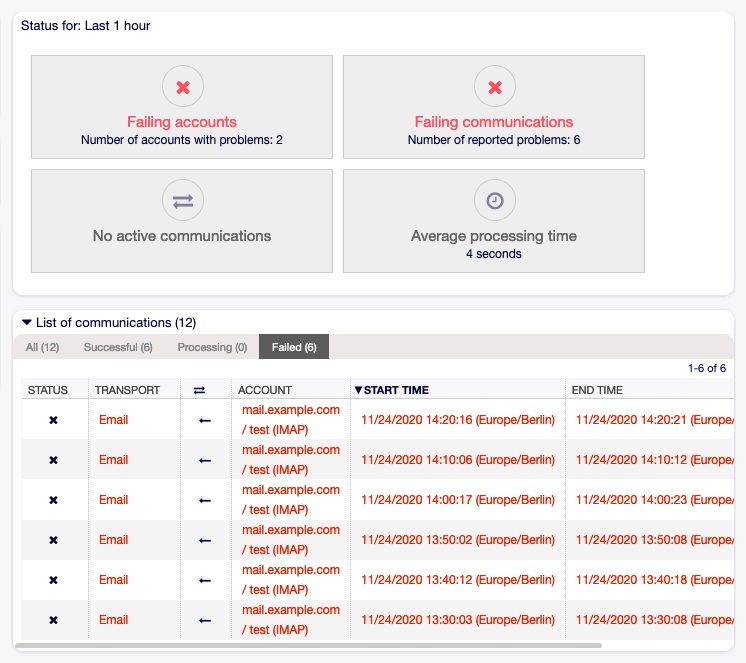 Status for: Last 1 hour
Failing accounts
Number of accounts with problems: 2
Failing communications
Number of reported problems: 6
No active communications
Average processing time
4 seconds
List of communications (12)
All (12) Successful (6) Processing (0) Failed (6)
1-6 of 6
STATUS TRANSPORT ACCOUNT START TIME END TIME
mail.example.com
Email 11/24/2020 14:20:16 (Europe/Berlin) 11/24/2020 14:20:21 (Europe/
/ test (IMAP)
mail.example.com
Email 11/24/2020 14:10:06 (Europe/Berlin) 11/24/2020 14:10:12 (Europe/
/ test (IMAP)
mail.example.com
Email 11/24/2020 14:00:17 (Europe/Berlin) 11/24/2020 14:00:23 (Europe/
/ test (IMAP)
mail.example.com
Email 11/24/2020 13:50:02 (Europe/Berlin) 11/24/2020 13:50:08 (Europe/
/ test (IMAP)
mail.example.com
Email 11/24/2020 13:40:12 (Europe/Berlin) 11/24/2020 13:40:18 (Europe/
/ test (IMAP)
mail.example.com
Email 11/24/2020 13:30:03 (Europe/Berlin) 11/24/2020 13:30:08 (Europe/
/ test (IMAP)